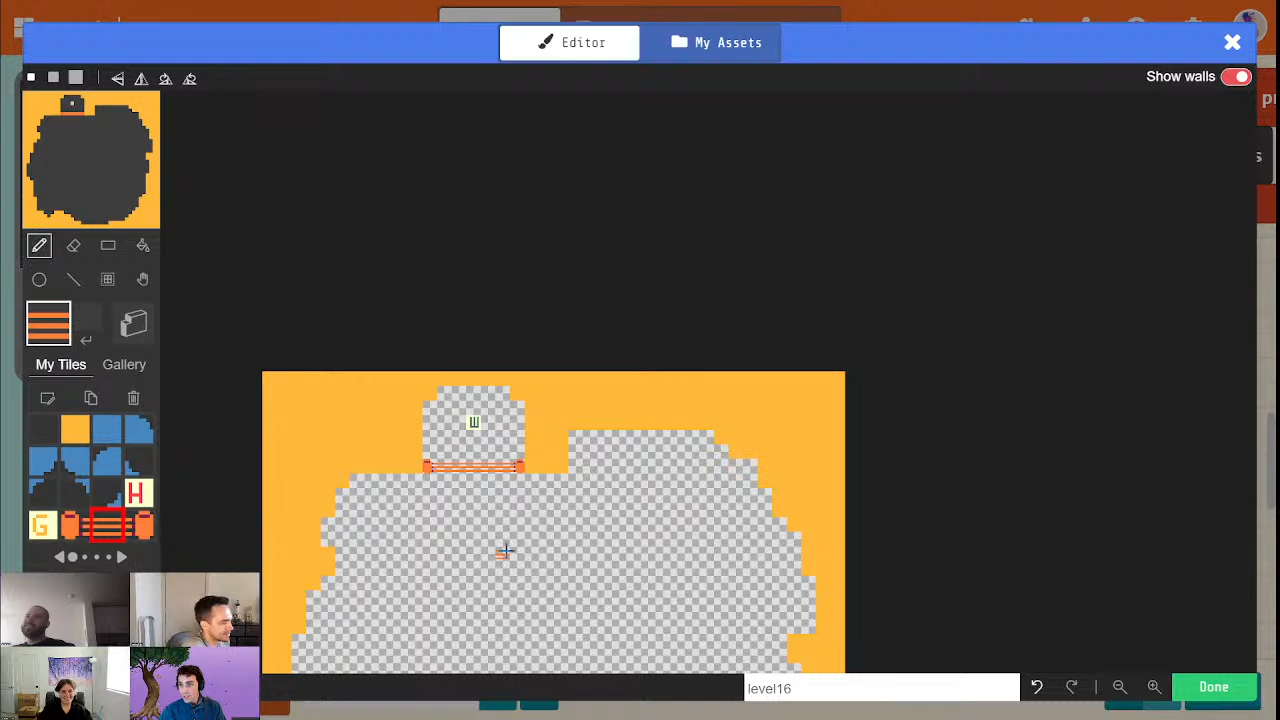 Editor
My Assets
Show walls
My Tiles
Gallery
Ш
H
G
level16
Done